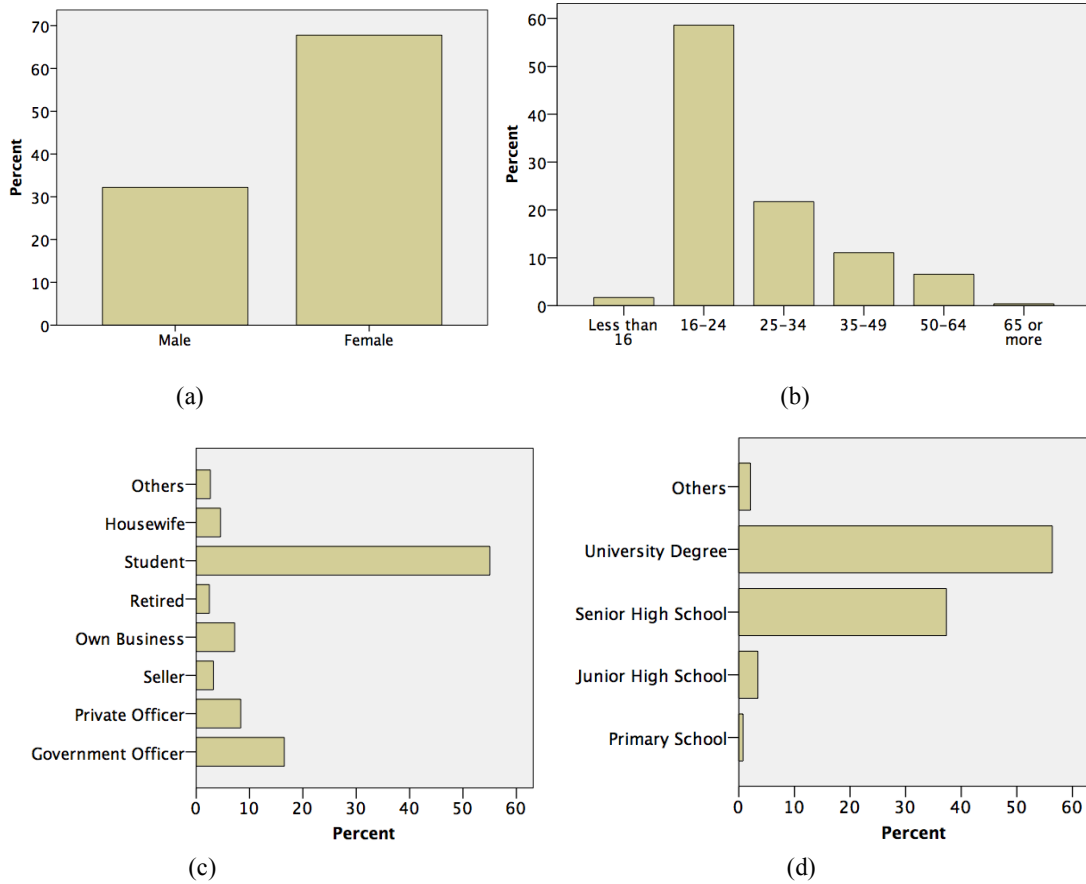 Percent
70
60
50
40
30
20
10
0
Male Female
(a)
Percent
60
50
40
30
20
10
0
Less than 16 16-24 25-34 35-49 50-64 65 or more
(b)
Others
Housewife
Student
Retired
Own Business
Seller
Private Officer
Government Officer
0 10 20 30 40 50 60
Percent
(c)
Others
University Degree
Senior High School
Junior High School
Primary School
0 10 20 30 40 50 60
Percent
(d)